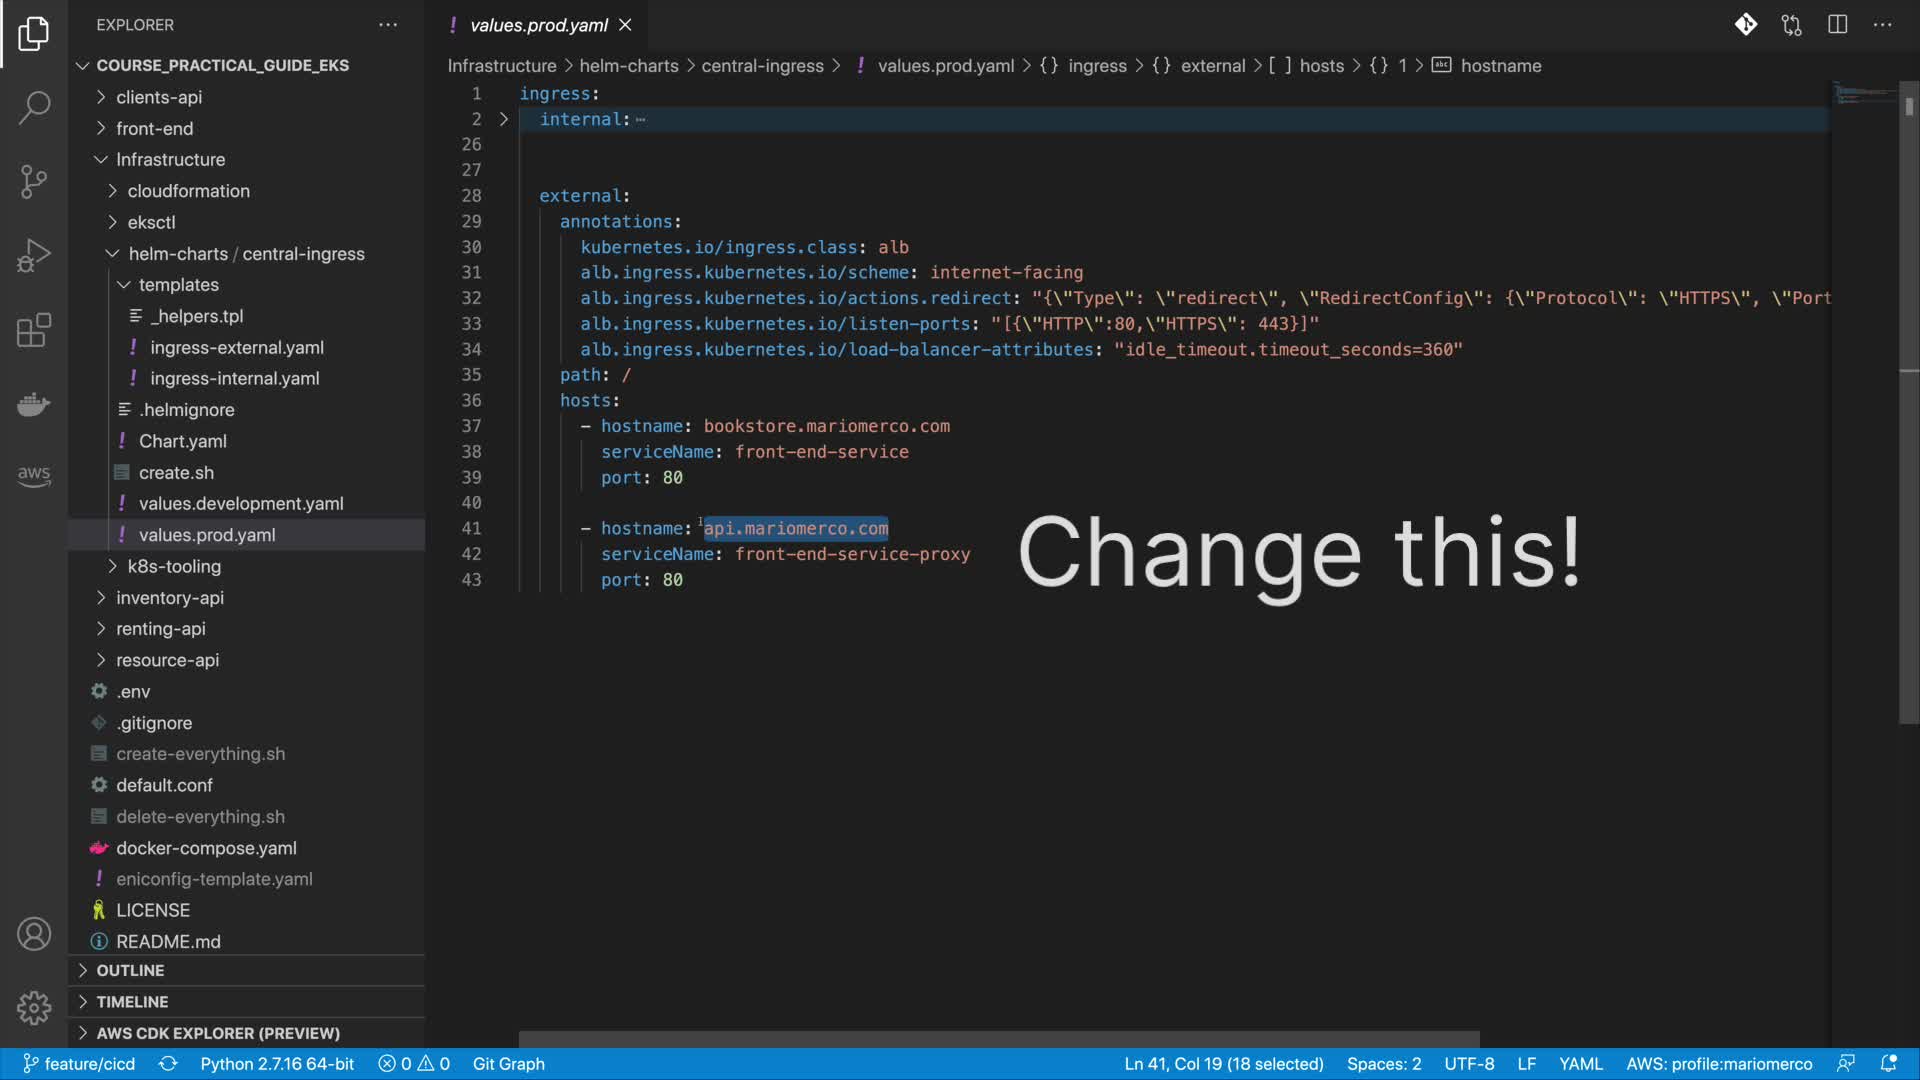 EXPLORER
COURSE_PRACTICAL_GUIDE_EKS
clients-api
front-end
Infrastructure
cloudformation
eksctl
helm-charts / central-ingress
templates
_helpers.tpl
ingress-external.yaml
ingress-internal.yaml
.helmignore
Chart.yaml
create.sh
values.development.yaml
values.prod.yaml
k8s-tooling
inventory-api
renting-api
resource-api
.env
.gitignore
create-everything.sh
default.conf
delete-everything.sh
docker-compose.yaml
eniconfig-template.yaml
LICENSE
README.md
OUTLINE
TIMELINE
AWS CDK EXPLORER (PREVIEW)
aws
! values.prod.yaml
Infrastructure > helm-charts > central-ingress > ! values.prod.yaml > {} ingress > {} external > [ ] hosts > {} 1 > abc hostname
1 ingress:
2 internal: ⋯
26
27
28 external:
29 annotations:
30 kubernetes.io/ingress.class: alb
31 alb.ingress.kubernetes.io/scheme: internet-facing
32 alb.ingress.kubernetes.io/actions.redirect: "{\"Type\": \"redirect\", \"RedirectConfig\": {\"Protocol\": \"HTTPS\", \"Port
33 alb.ingress.kubernetes.io/listen-ports: "[{\"HTTP\":80,\"HTTPS\": 443}]"
34 alb.ingress.kubernetes.io/load-balancer-attributes: "idle_timeout.timeout_seconds=360"
35 path: /
36 hosts:
37 - hostname: bookstore.mariomerco.com
38 serviceName: front-end-service
39 port: 80
40
41 - hostname: api.mariomerco.com
42 serviceName: front-end-service-proxy
43 port: 80
Change this!
feature/cicd Python 2.7.16 64-bit 0 0 Git Graph Ln 41, Col 19 (18 selected) Spaces: 2 UTF-8 LF YAML AWS: profile:mariomerco